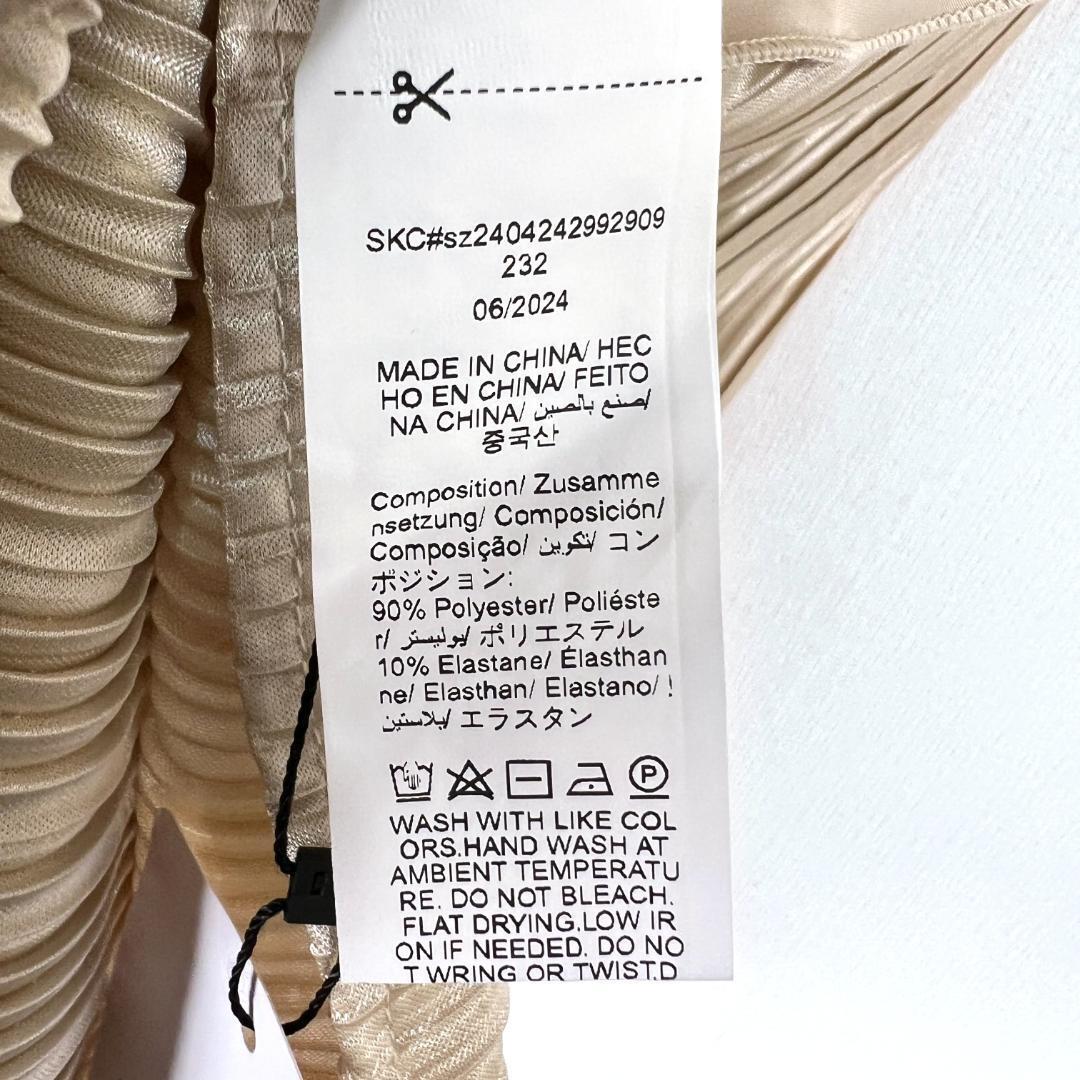 SKC#sz2404242992909
232
06/2024
MADE IN CHINA/ HEC
HO EN CHINA/ FEITO
NA CHINA/ صنع بالصين/
중국산
Composition/ Zusamme
nsetzung/ Composición/
Composição/ تكوين/ コン
ポジション:
90% Polyester/ Poliéste
r/ بوليستر/ ポリエステル
10% Elastane/ Élasthan
ne/ Elasthan/ Elastano/ !
يلاستين/ エラスタン
P
WASH WITH LIKE COL
ORS.HAND WASH AT
AMBIENT TEMPERATU
RE. DO NOT BLEACH.
FLAT DRYING.LOW IR
ON IF NEEDED. DO NO
T WRING OR TWIST.D